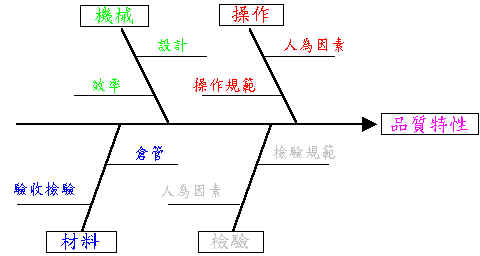 機械
操作
設計
人為因素
效率
操作規範
品質特性
倉管
檢驗規範
驗收檢驗
人為因素
材料
檢驗